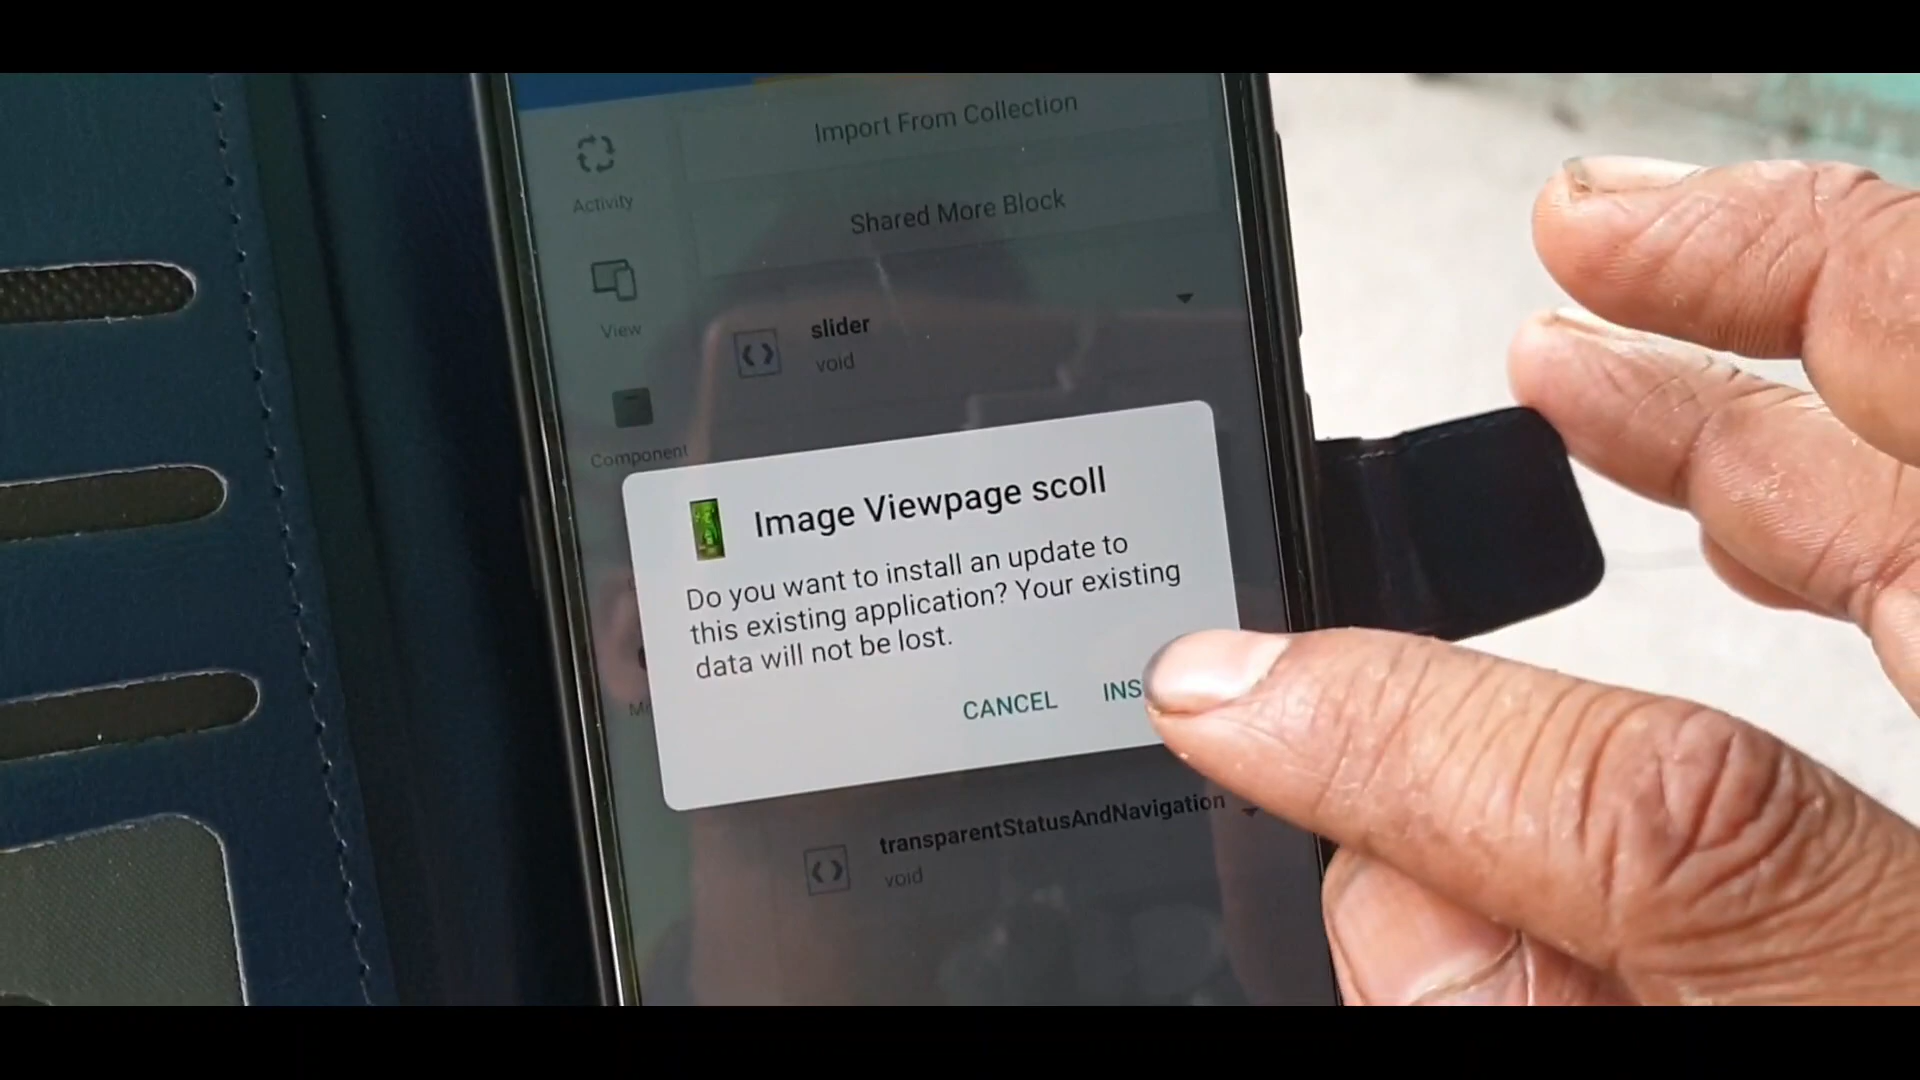 Import From Collection
Activity
Shared More Block
View
slider
void
Component
Image Viewpage scoll
Do you want to install an update to
this existing application? Your existing
data will not be lost.
CANCEL
transparentStatusAndNavigation
void